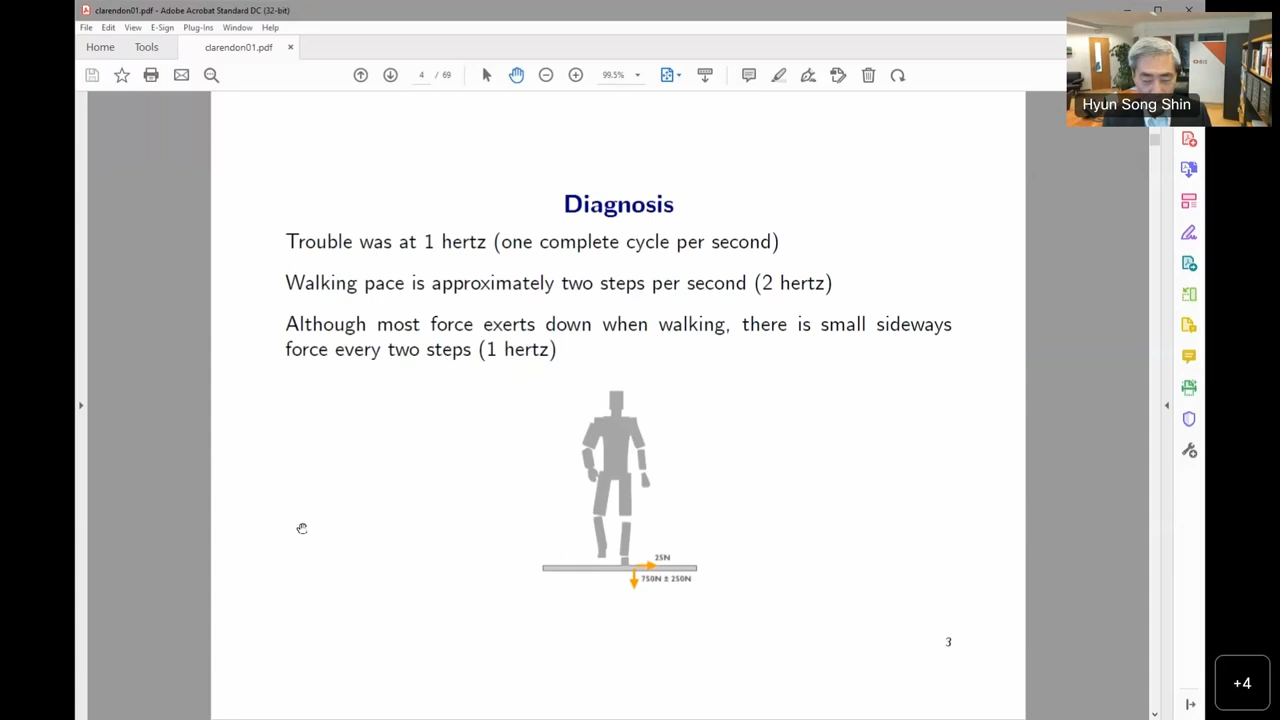 clarendon01.pdf - Adobe Acrobat Standard DC (32-bit)
File Edit View E-Sign Plug-Ins Window Help
Home Tools clarendon01.pdf ×
4 / 69 99.5%
Hyun Song Shin
Diagnosis
Trouble was at 1 hertz (one complete cycle per second)
Walking pace is approximately two steps per second (2 hertz)
Although most force exerts down when walking, there is small sideways
force every two steps (1 hertz)
25N
750N ± 250N
3
+4